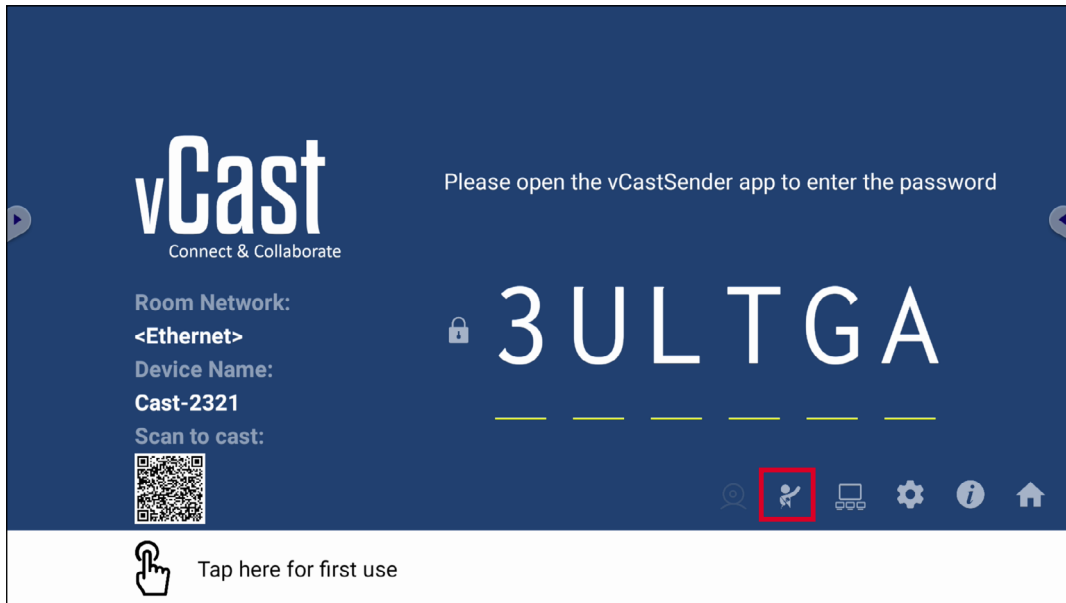 vCast
Connect & Collaborate
Please open the vCastSender app to enter the password
Room Network:
<Ethernet>
Device Name:
Cast-2321
Scan to cast:
3ULTGA
Tap here for first use